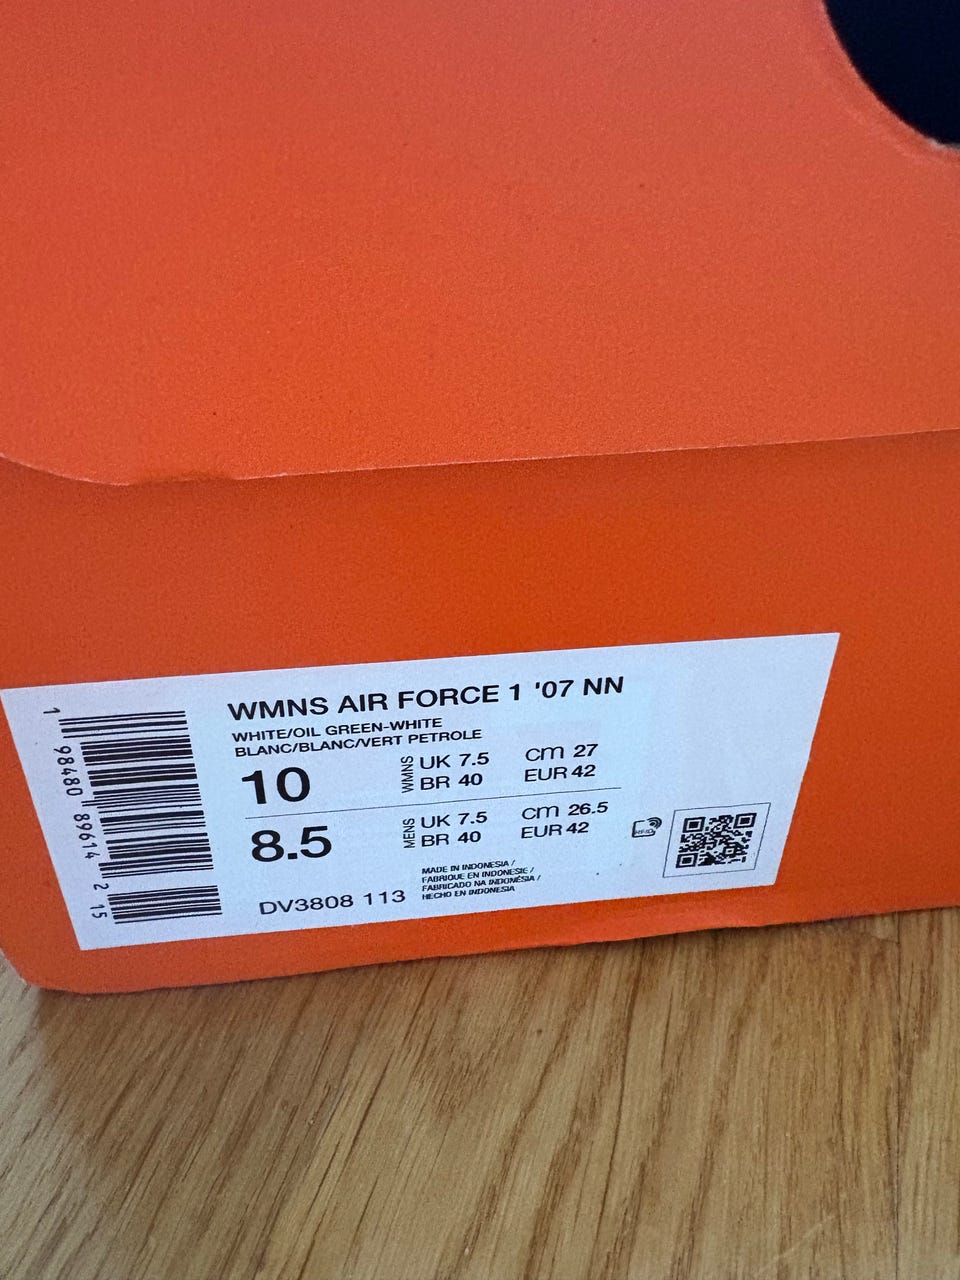 WMNS AIR FORCE 1 '07 NN
WHITE/OIL GREEN-WHITE
BLANC/BLANC/VERT PETROLE
10
WMNS
UK 7.5
cm 27
BR 40
EUR 42
8.5
MENS
UK 7.5
cm 26.5
BR 40
EUR 42
RFID
DV3808 113
MADE IN INDONESIA /
FABRIQUE EN INDONESIE /
FABRICADO NA INDONÉSIA /
HECHO EN INDONESIA
1 98480 89614 2 15